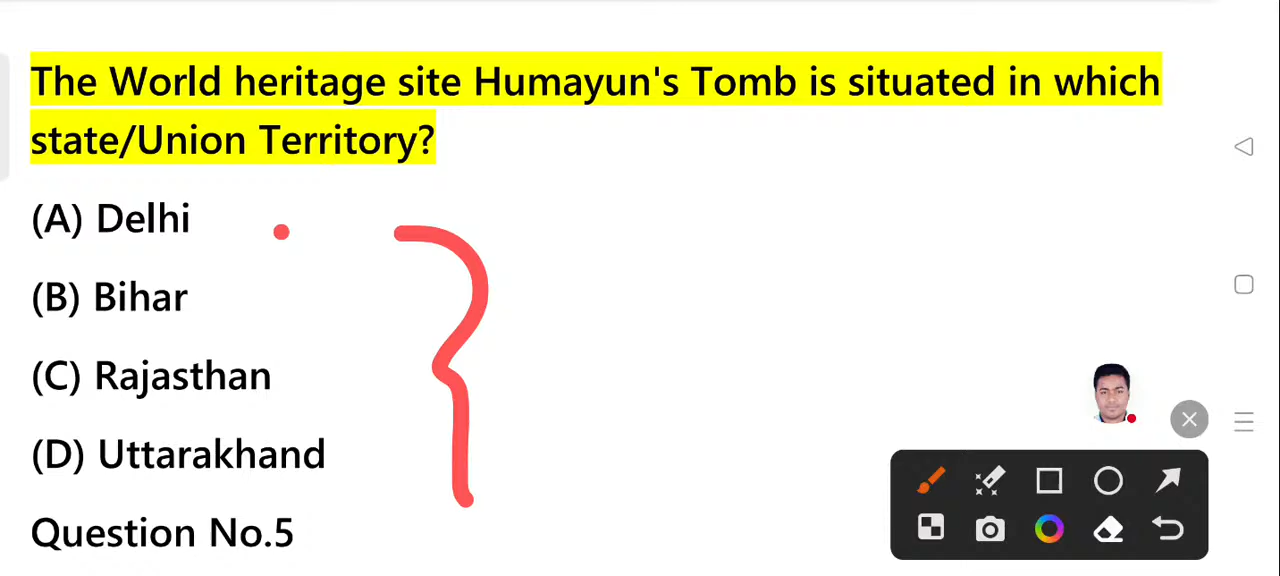 The World heritage site Humayun's Tomb is situated in which
state/Union Territory?
(A) Delhi
(B) Bihar
(C) Rajasthan
(D) Uttarakhand
Question No.5